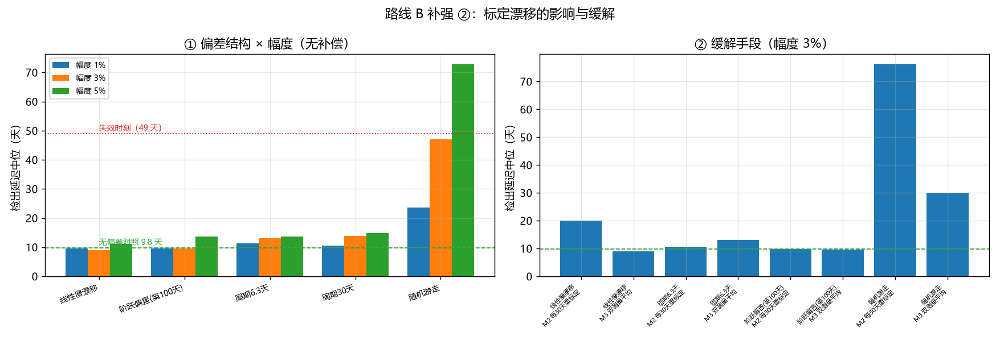 路线 B 补强 ②：标定漂移的影响与缓解
① 偏差结构 × 幅度（无补偿）
幅度 1%
幅度 3%
幅度 5%
失效时刻（49 天）
无偏差对照 9.8 天
检出延迟中位（天）
70
60
50
40
30
20
10
0
线性慢漂移
阶跃偏置(第100天)
周期6.3天
周期30天
随机游走
② 缓解手段（幅度 3%）
检出延迟中位（天）
70
60
50
40
30
20
10
0
线性慢漂移
M2 每30天重标定
线性慢漂移
M3 双测量平均
周期6.3天
M2 每30天重标定
周期6.3天
M3 双测量平均
阶跃偏置(第100天)
M2 每30天重标定
阶跃偏置(第100天)
M3 双测量平均
随机游走
M2 每30天重标定
随机游走
M3 双测量平均